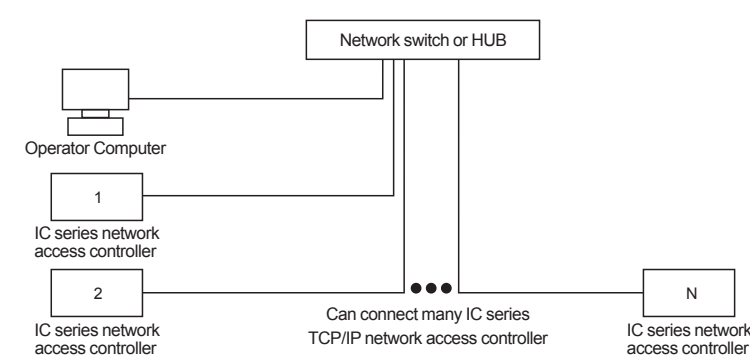 Network switch or HUB
Operator Computer
1
IC series network
access controller
2
IC series network
access controller
Can connect many IC series
TCP/IP network access controller
N
IC series network
access controller